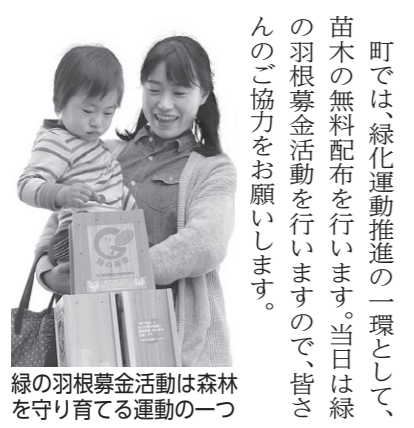 町では、緑化運動推進の一環として、
苗木の無料配布を行います。当日は緑
の羽根募金活動を行いますので、皆さ
んのご協力をお願いします。
緑の羽根募金活動は森林
を守り育てる運動の一つ